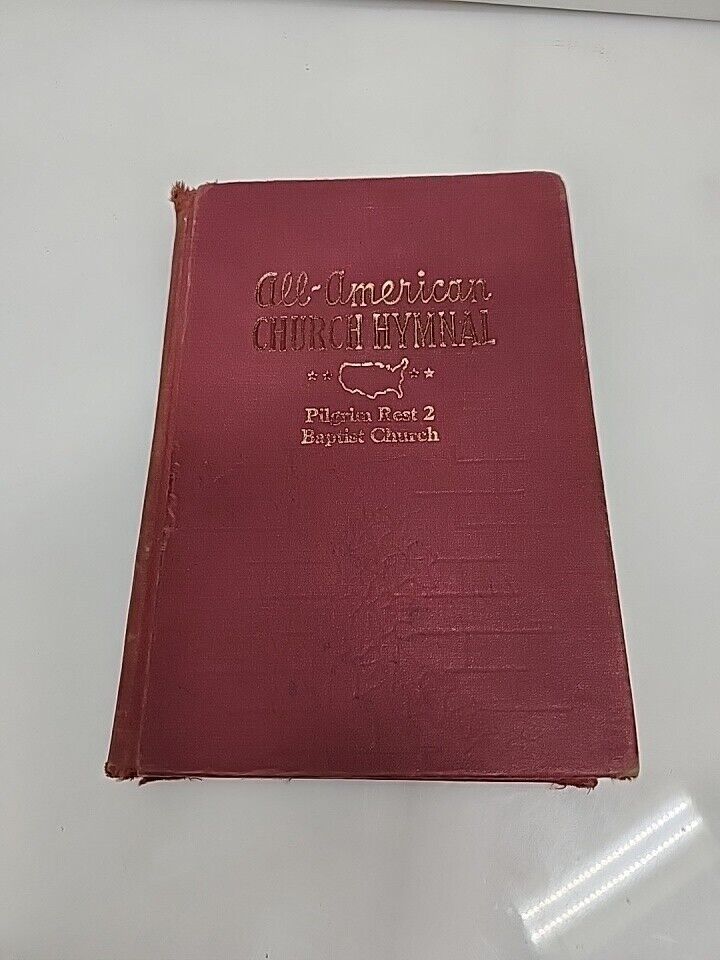 All-American
CHURCH HYMNAL
Pilgrim Rest 2
Baptist Church